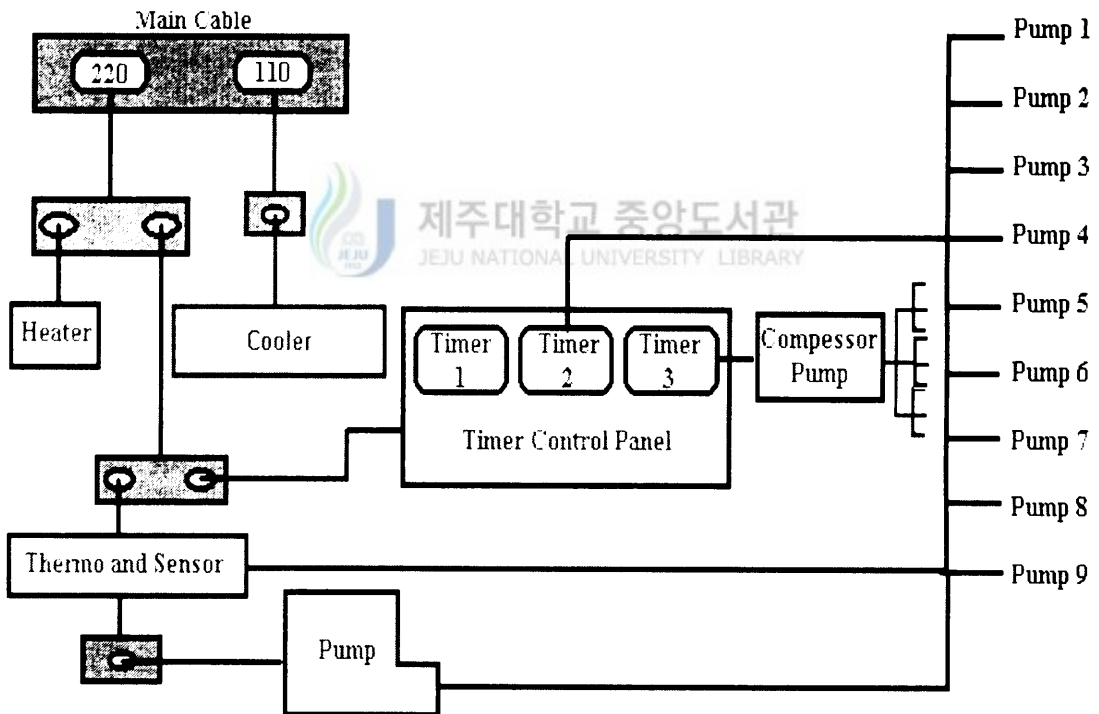 Main Cable
220
110
Pump 1
Pump 2
Pump 3
제주대학교 중앙도서관
JEJU NATIONAL UNIVERSITY LIBRARY
JEJU
1952
Pump 4
Heater
Cooler
Timer
1
Timer
2
Timer
3
Timer Control Panel
Compessor
Pump
Pump 5
Pump 6
Pump 7
Pump 8
Pump 9
Thermo and Sensor
Pump